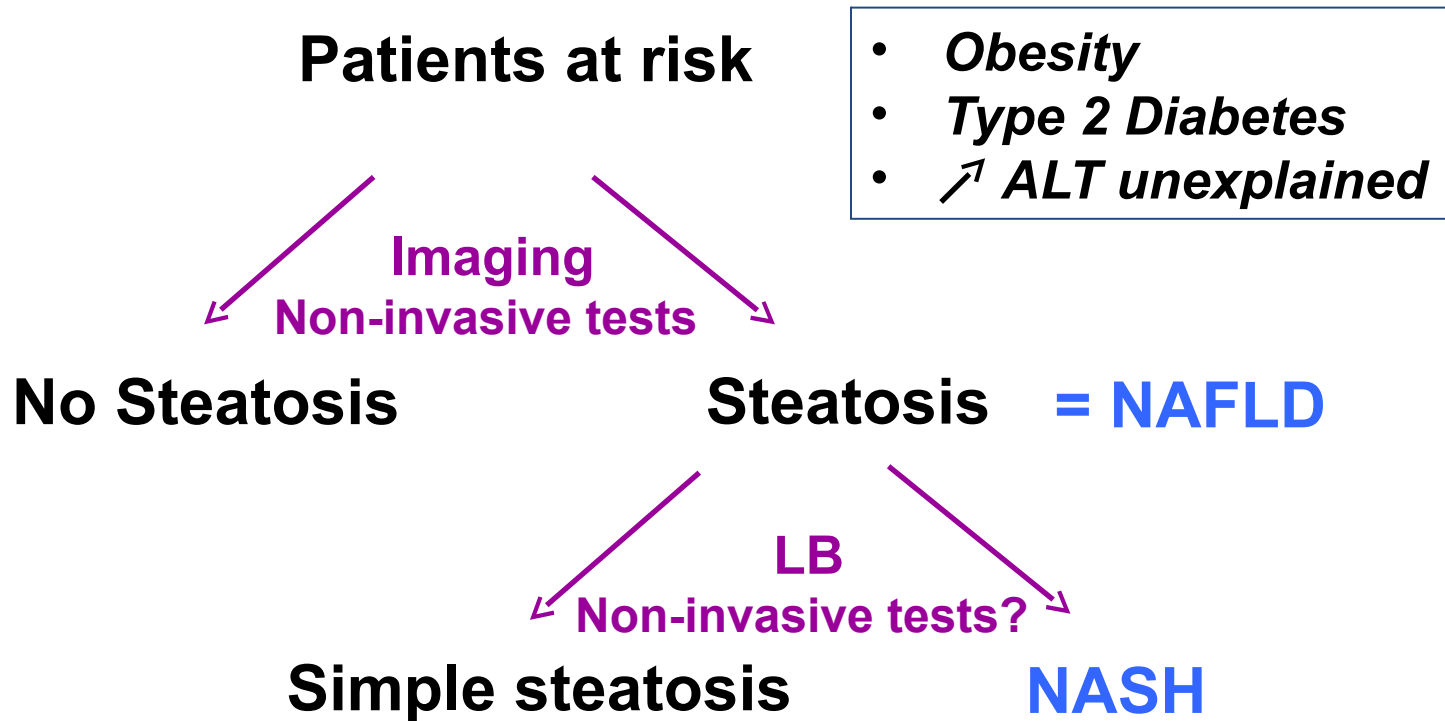 Patients at risk
• Obesity
• Type 2 Diabetes
• ↗ ALT unexplained
Imaging
Non-invasive tests
No Steatosis
Steatosis = NAFLD
LB
Non-invasive tests?
Simple steatosis
NASH